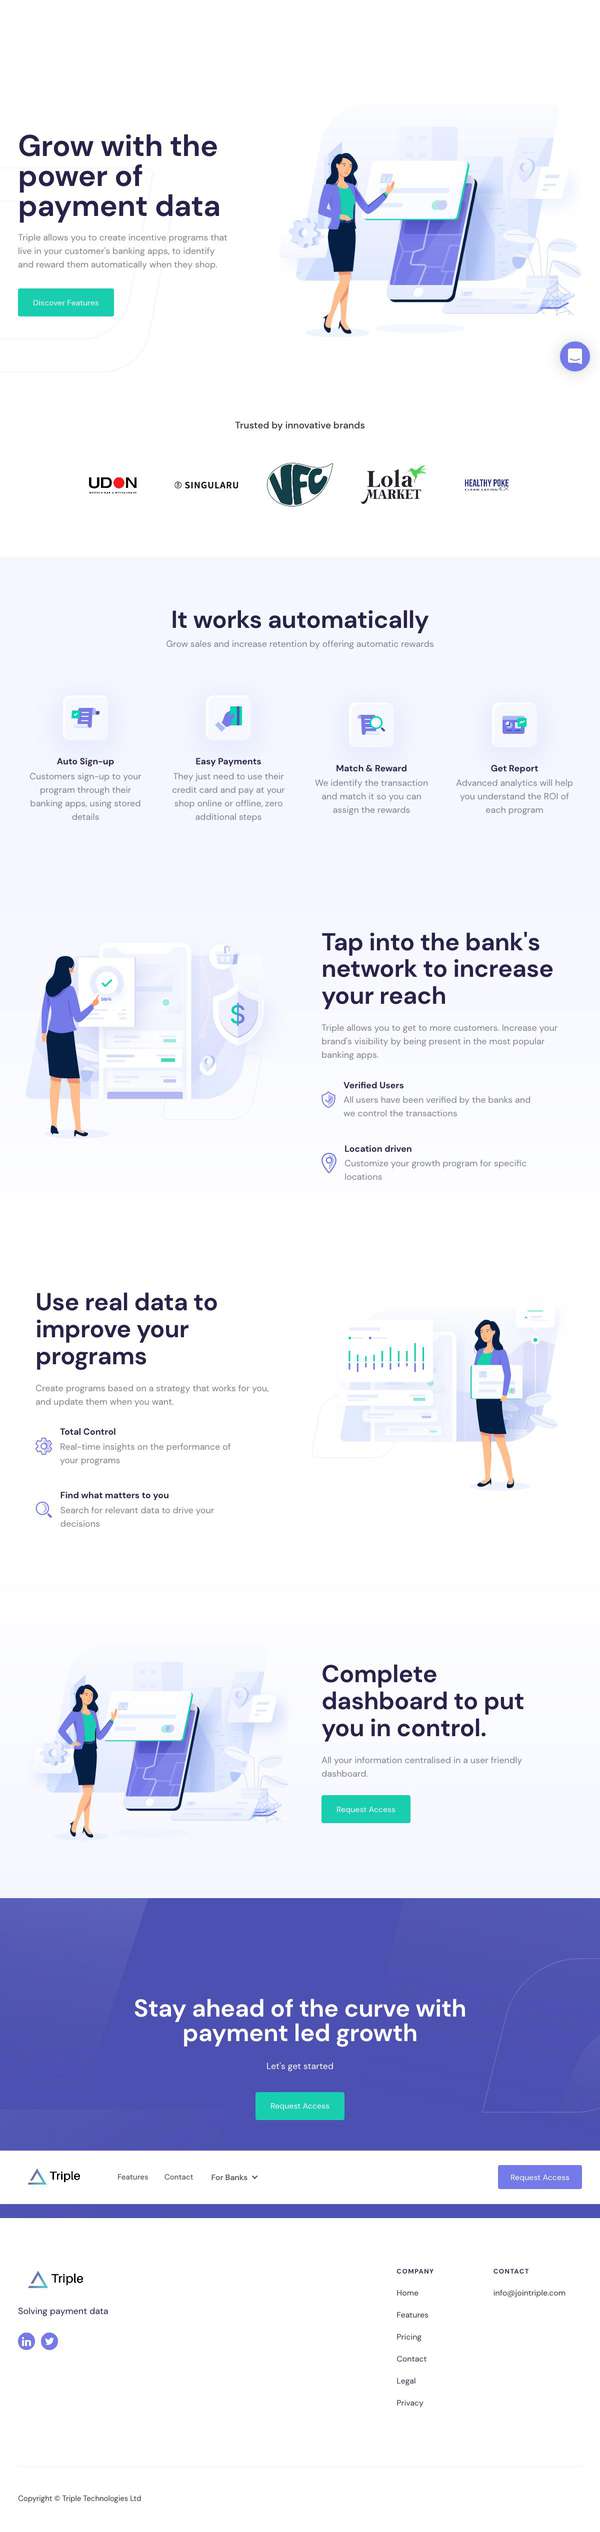 Grow with the
power of
payment data
Triple allows you to create incentive programs that
live in your customer's banking apps, to identify
and reward them automatically when they shop.
Discover Features
Trusted by innovative brands
UDON
SINGULARU
VFC
Lola
MARKET
HEALTHY POKE
It works automatically
Grow sales and increase retention by offering automatic rewards
Auto Sign-up
Customers sign-up to your
program through their
banking apps, using stored
details
Easy Payments
They just need to use their
credit card and pay at your
shop online or offline, zero
additional steps
Match & Reward
We identify the transaction
and match it so you can
assign the rewards
Get Report
Advanced analytics will help
you understand the ROI of
each program
Tap into the bank's
network to increase
your reach
Triple allows you to get to more customers. Increase your
brand's visibility by being present in the most popular
banking apps.
Verified Users
All users have been verified by the banks and
we control the transactions
Location driven
Customize your growth program for specific
locations
$
Use real data to
improve your
programs
Create programs based on a strategy that works for you,
and update them when you want.
Total Control
Real-time insights on the performance of
your programs
Find what matters to you
Search for relevant data to drive your
decisions
Complete
dashboard to put
you in control.
All your information centralised in a user friendly
dashboard.
Request Access
Stay ahead of the curve with
payment led growth
Let's get started
Request Access
Triple
Features
Contact
For Banks
Request Access
Triple
Solving payment data
COMPANY
Home
Features
Pricing
Contact
Legal
Privacy
CONTACT
info@jointriple.com
Copyright © Triple Technologies Ltd